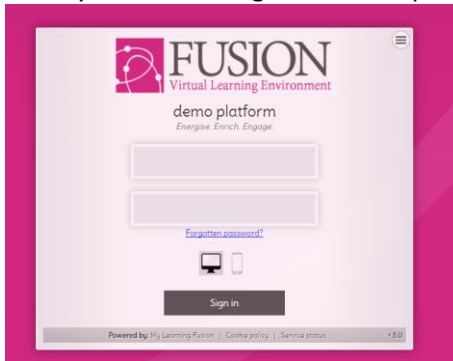 FUSION
Virtual Learning Environment
demo platform
Energise. Enrich. Engage.
Forgotten password?
Sign in
Powered by: My Learning Fusion | Cookie policy | Service status